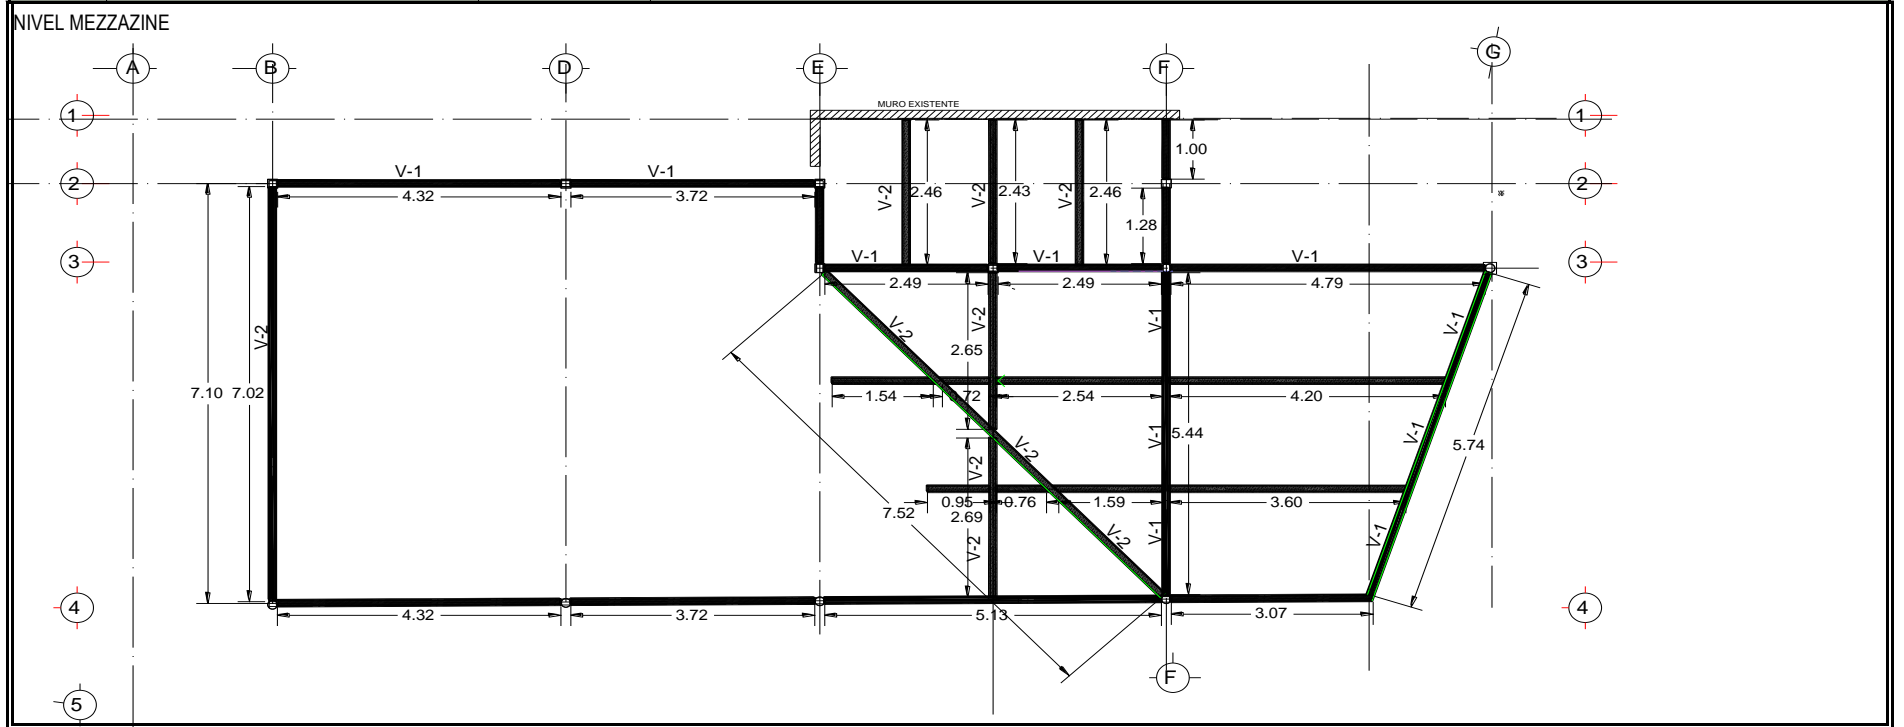 NIVEL MEZZAZINE
G
A
B
D
E
F
MURO EXISTENTE
1
1
1.00
V-1
V-1
2
2
4.32
3.72
V-2
2.46
V-2
2.43
V-2
2.46
1.28
3
3
V-1
V-1
V-1
2.49
2.49
4.79
V-2
V-2
V-2
V-1
V-1
2.65
7.10
7.02
1.54
0.72
2.54
4.20
V-2
V-1
5.44
V-1
5.74
V-2
0.95
0.76
1.59
3.60
7.52
2.69
V-2
V-2
V-1
V-1
4
4
4.32
3.72
5.13
3.07
F
5